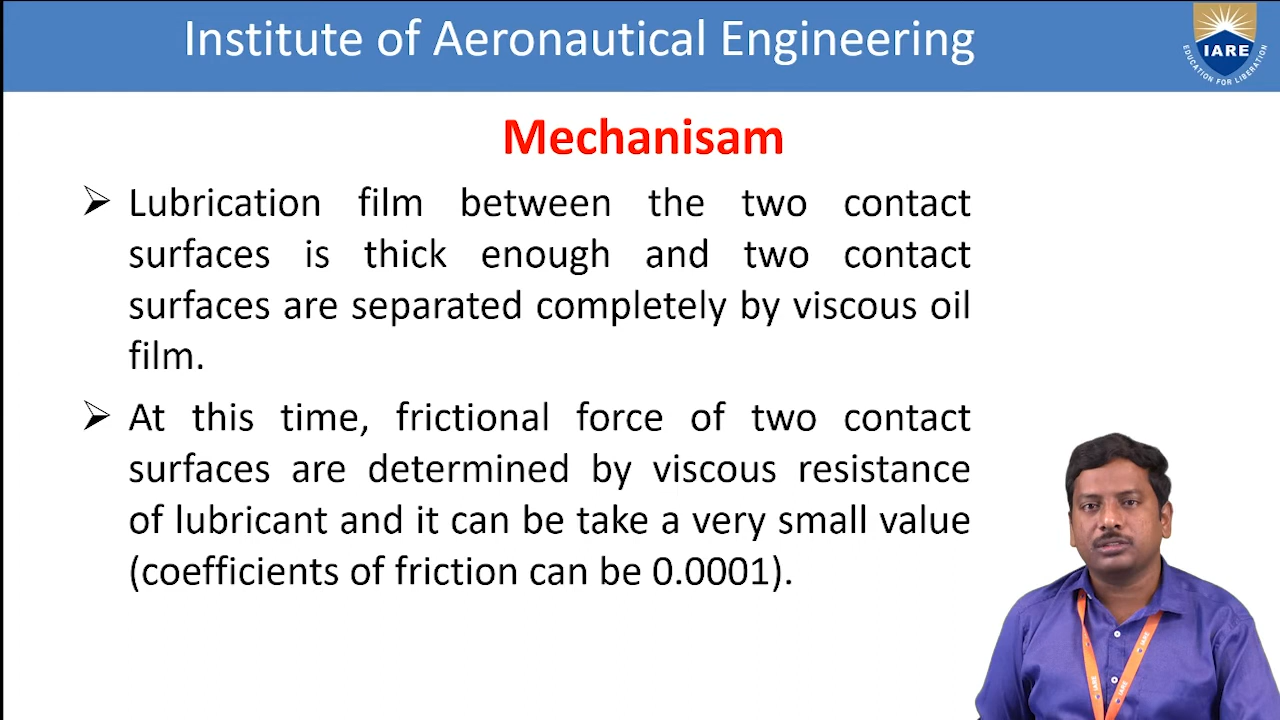 Institute of Aeronautical Engineering
IARE
EDUCATION FOR LIBERATION
Mechanisam
➢ Lubrication film between the two contact
surfaces is thick enough and two contact
surfaces are separated completely by viscous oil
film.
➢ At this time, frictional force of two contact
surfaces are determined by viscous resistance
of lubricant and it can be take a very small value
(coefficients of friction can be 0.0001).